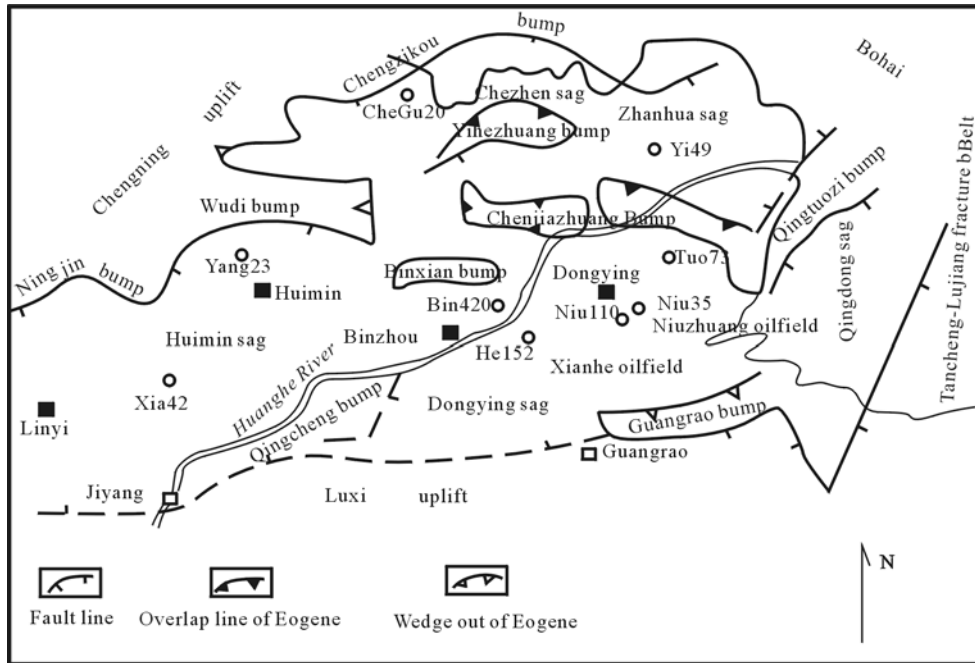 bump
Chengzikou
Bohai
uplift
Chezhen sag
CheGu20
Zhanhua sag
Yihezhuang bump
Yi49
Chengning
Wudi bump
Chenjiazhuang Bump
Qingtuozi bump
Tancheng-Lujiang fracture bBelt
Yang23
Tuo73
Ning jin
bump
Huimin
Binxian bump
Dongying
Qingdong sag
Bin420
Niu35
Niu110
Niuzhuang oilfield
Huimin sag
Binzhou
He152
Xianhe oilfield
Xia42
Huanghe River
Qingcheng bump
Dongying sag
Linyi
Guangrao bump
Guangrao
Jiyang
Luxi
uplift
N
Fault line
Overlap line of Eogene
Wedge out of Eogene